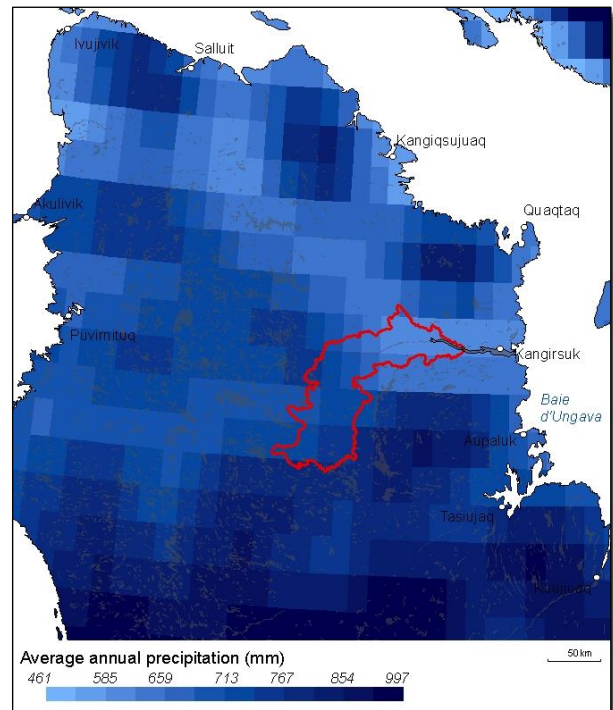 Ivujivik
Salluit
Kangiqsujuaq
Akulivik
Quaqtaq
Puvirnituq
Kangirsuk
Baie
d'Ungava
Aupaluk
Tasiujaq
Kuujjuaq
Average annual precipitation (mm)
461 585 659 713 767 854 997
50 km